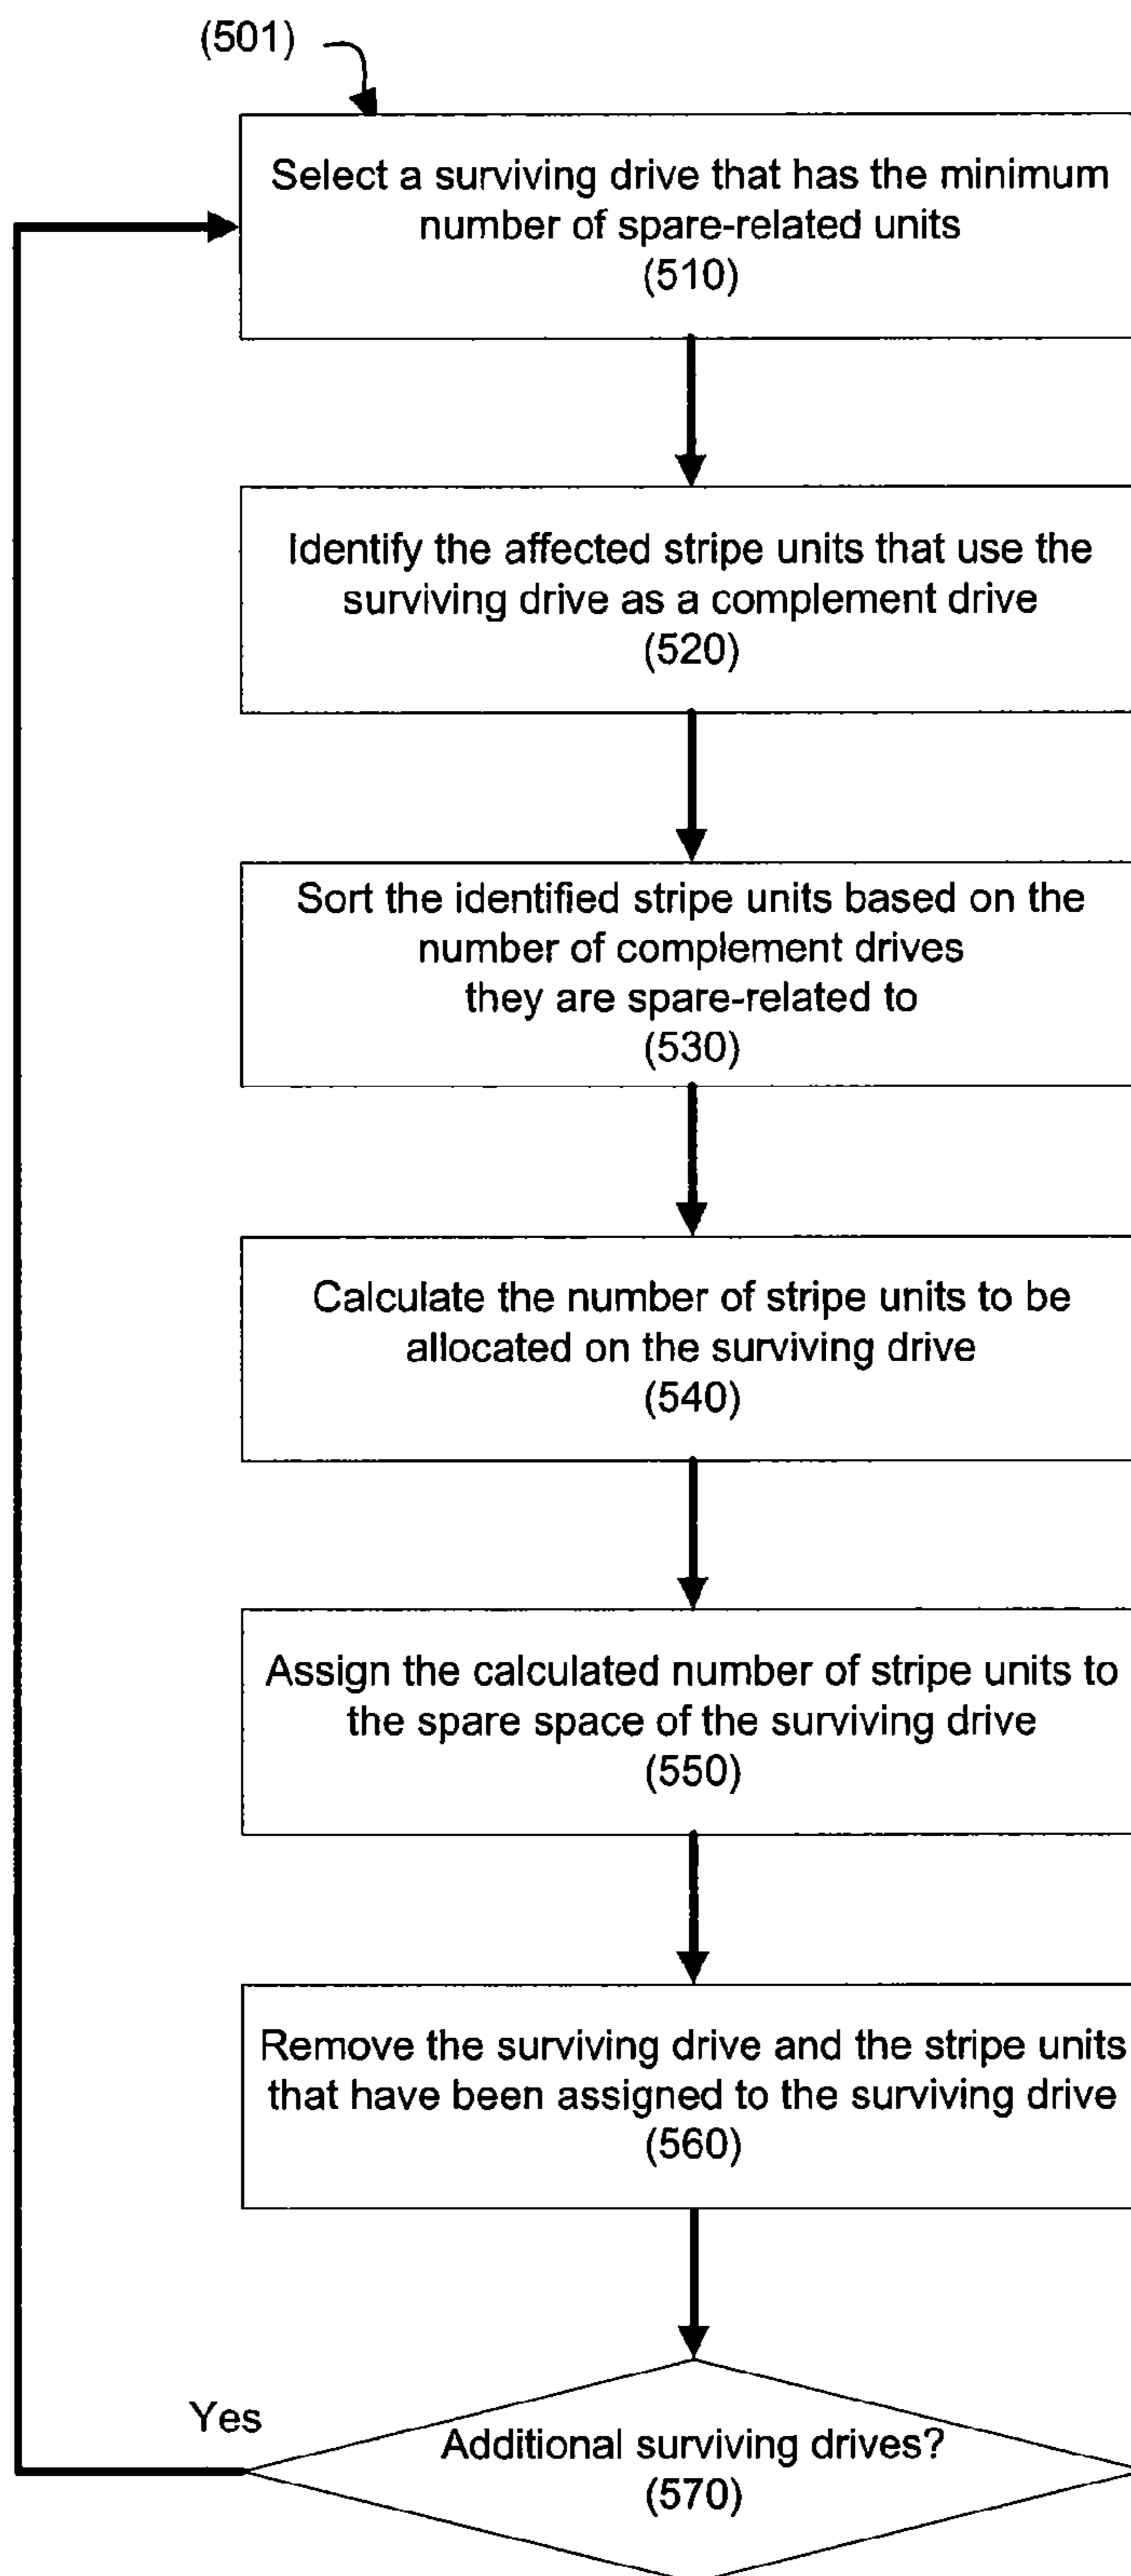 (501)
Select a surviving drive that has the minimum
number of spare-related units
(510)
Identify the affected stripe units that use the
surviving drive as a complement drive
(520)
Sort the identified stripe units based on the
number of complement drives
they are spare-related to
(530)
Calculate the number of stripe units to be
allocated on the surviving drive
(540)
Assign the calculated number of stripe units to
the spare space of the surviving drive
(550)
Remove the surviving drive and the stripe units
that have been assigned to the surviving drive
(560)
Yes
Additional surviving drives?
(570)